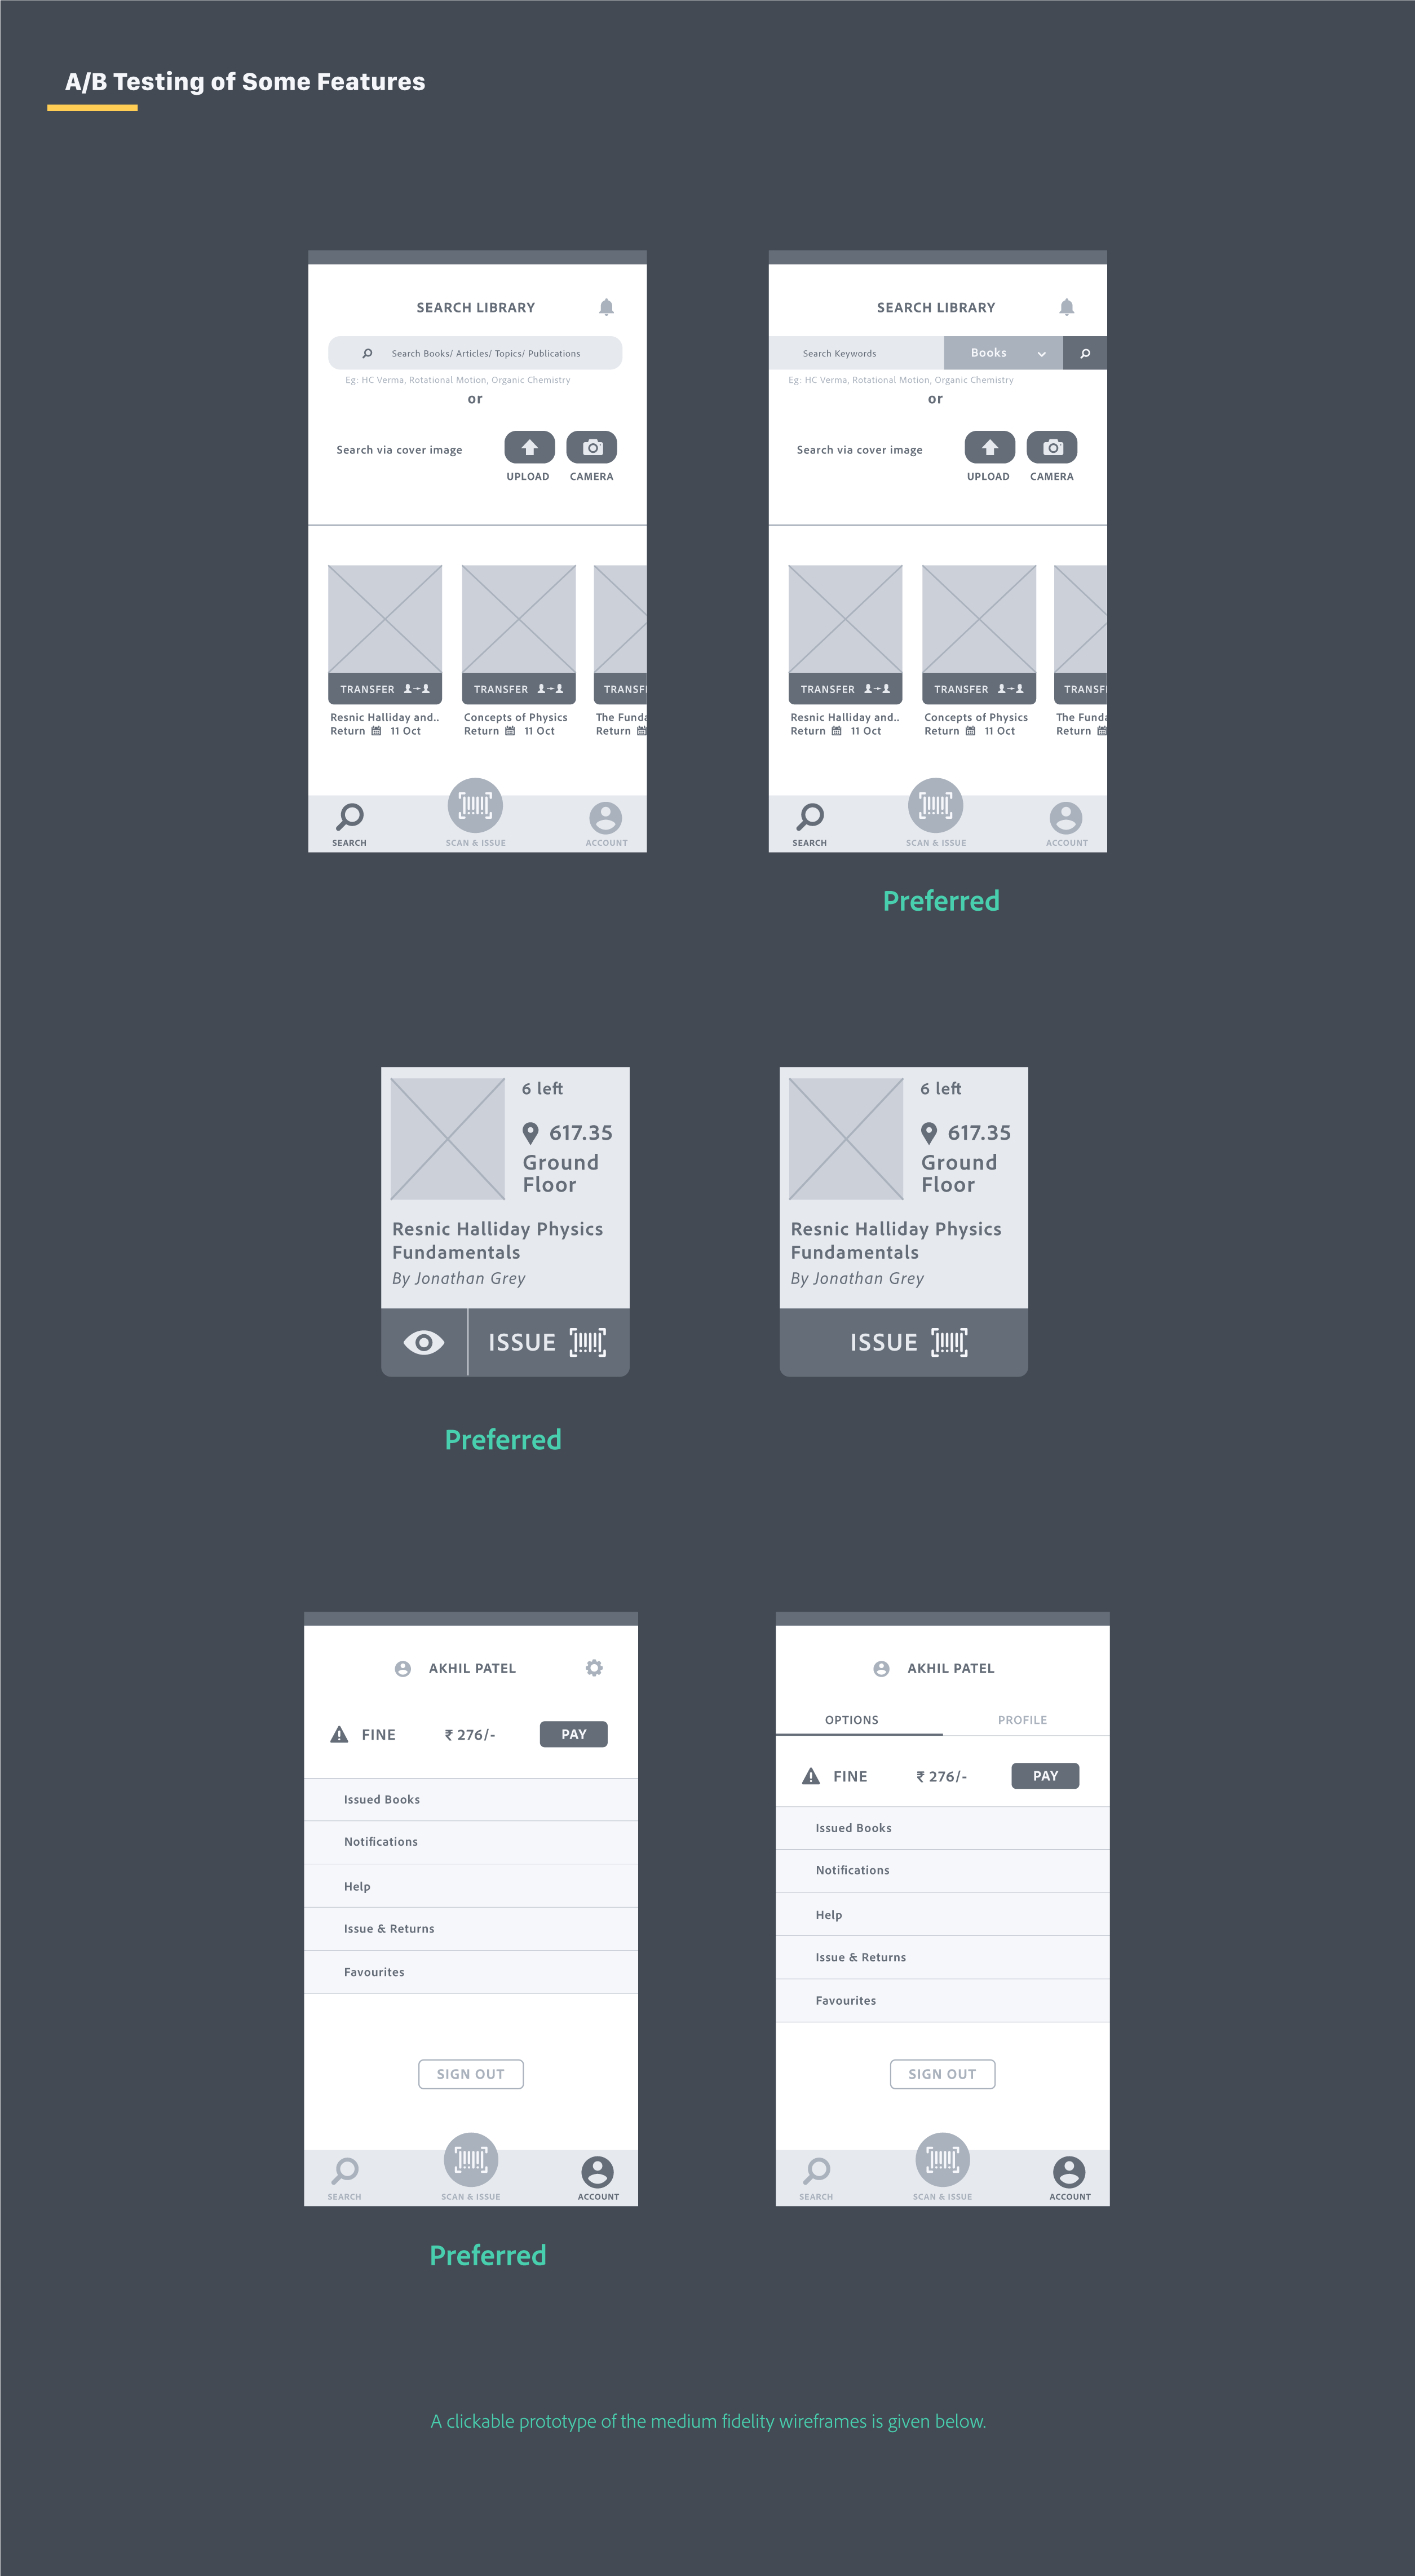 A/B Testing of Some Features
SEARCH LIBRARY
Search Books/ Articles/ Topics/ Publications
Eg: HC Verma, Rotational Motion, Organic Chemistry
or
Search via cover image
UPLOAD CAMERA
TRANSFER TRANSFER TRANSF
Resnic Halliday and.. Concepts of Physics The Funda
Return 11 Oct Return 11 Oct Return
SEARCH SCAN & ISSUE ACCOUNT
SEARCH LIBRARY
Search Keywords Books
Eg: HC Verma, Rotational Motion, Organic Chemistry
or
Search via cover image
UPLOAD CAMERA
TRANSFER TRANSFER TRANSF
Resnic Halliday and.. Concepts of Physics The Funda
Return 11 Oct Return 11 Oct Return
SEARCH SCAN & ISSUE ACCOUNT
Preferred
6 left
617.35
Ground
Floor
Resnic Halliday Physics
Fundamentals
By Jonathan Grey
ISSUE
Preferred
6 left
617.35
Ground
Floor
Resnic Halliday Physics
Fundamentals
By Jonathan Grey
ISSUE
AKHIL PATEL
FINE ₹ 276/- PAY
Issued Books
Notifications
Help
Issue & Returns
Favourites
SIGN OUT
SEARCH SCAN & ISSUE ACCOUNT
Preferred
AKHIL PATEL
OPTIONS PROFILE
FINE ₹ 276/- PAY
Issued Books
Notifications
Help
Issue & Returns
Favourites
SIGN OUT
SEARCH SCAN & ISSUE ACCOUNT
A clickable prototype of the medium fidelity wireframes is given below.